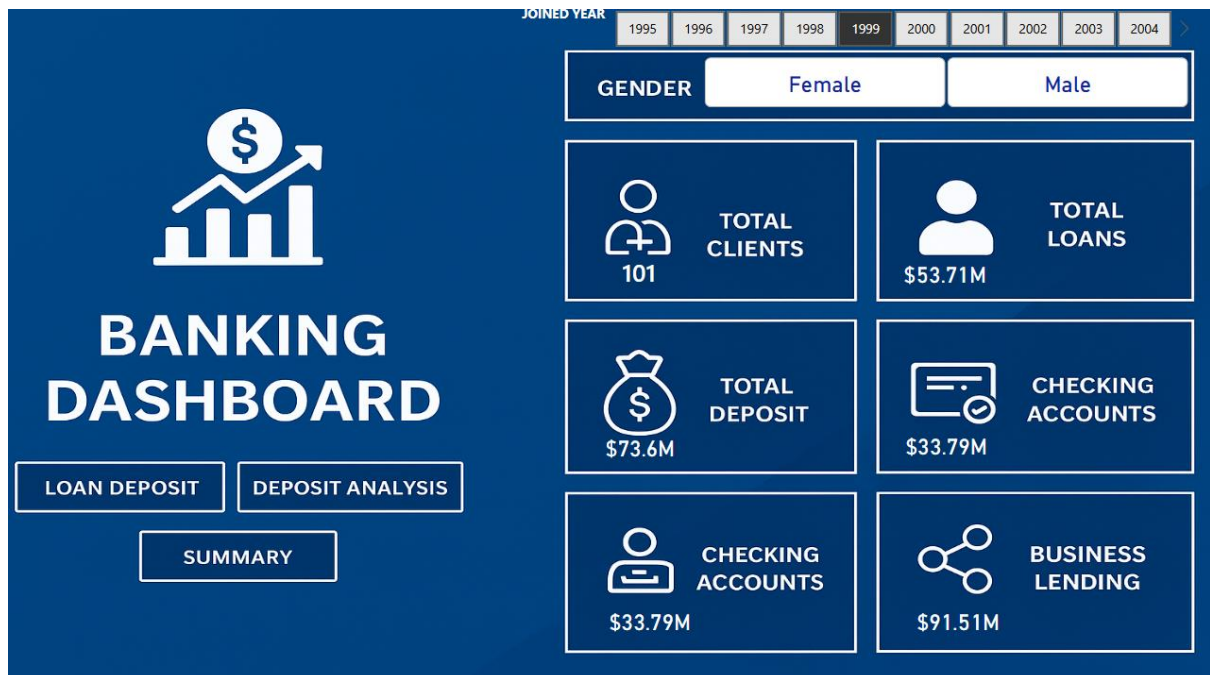 JOINED YEAR
1995 1996 1997 1998 1999 2000 2001 2002 2003 2004
GENDER Female Male
$
BANKING
DASHBOARD
LOAN DEPOSIT DEPOSIT ANALYSIS
SUMMARY
TOTAL
CLIENTS
101
TOTAL
LOANS
$53.71M
$
TOTAL
DEPOSIT
$73.6M
CHECKING
ACCOUNTS
$33.79M
CHECKING
ACCOUNTS
$33.79M
BUSINESS
LENDING
$91.51M